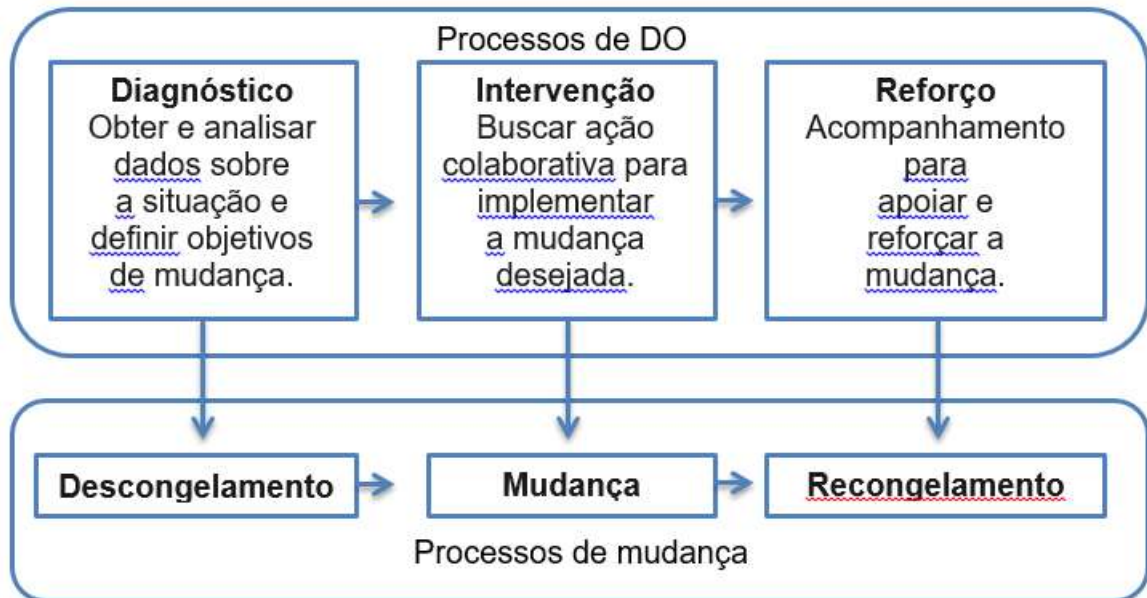 Processos de DO
Diagnóstico
Obter e analisar
dados sobre
a situação e
definir objetivos
de mudança.
Intervenção
Buscar ação
colaborativa para
implementar
a mudança
desejada.
Reforço
Acompanhamento
para
apoiar e
reforçar a
mudança.
Descongelamento
Mudança
Recongelamento
Processos de mudança